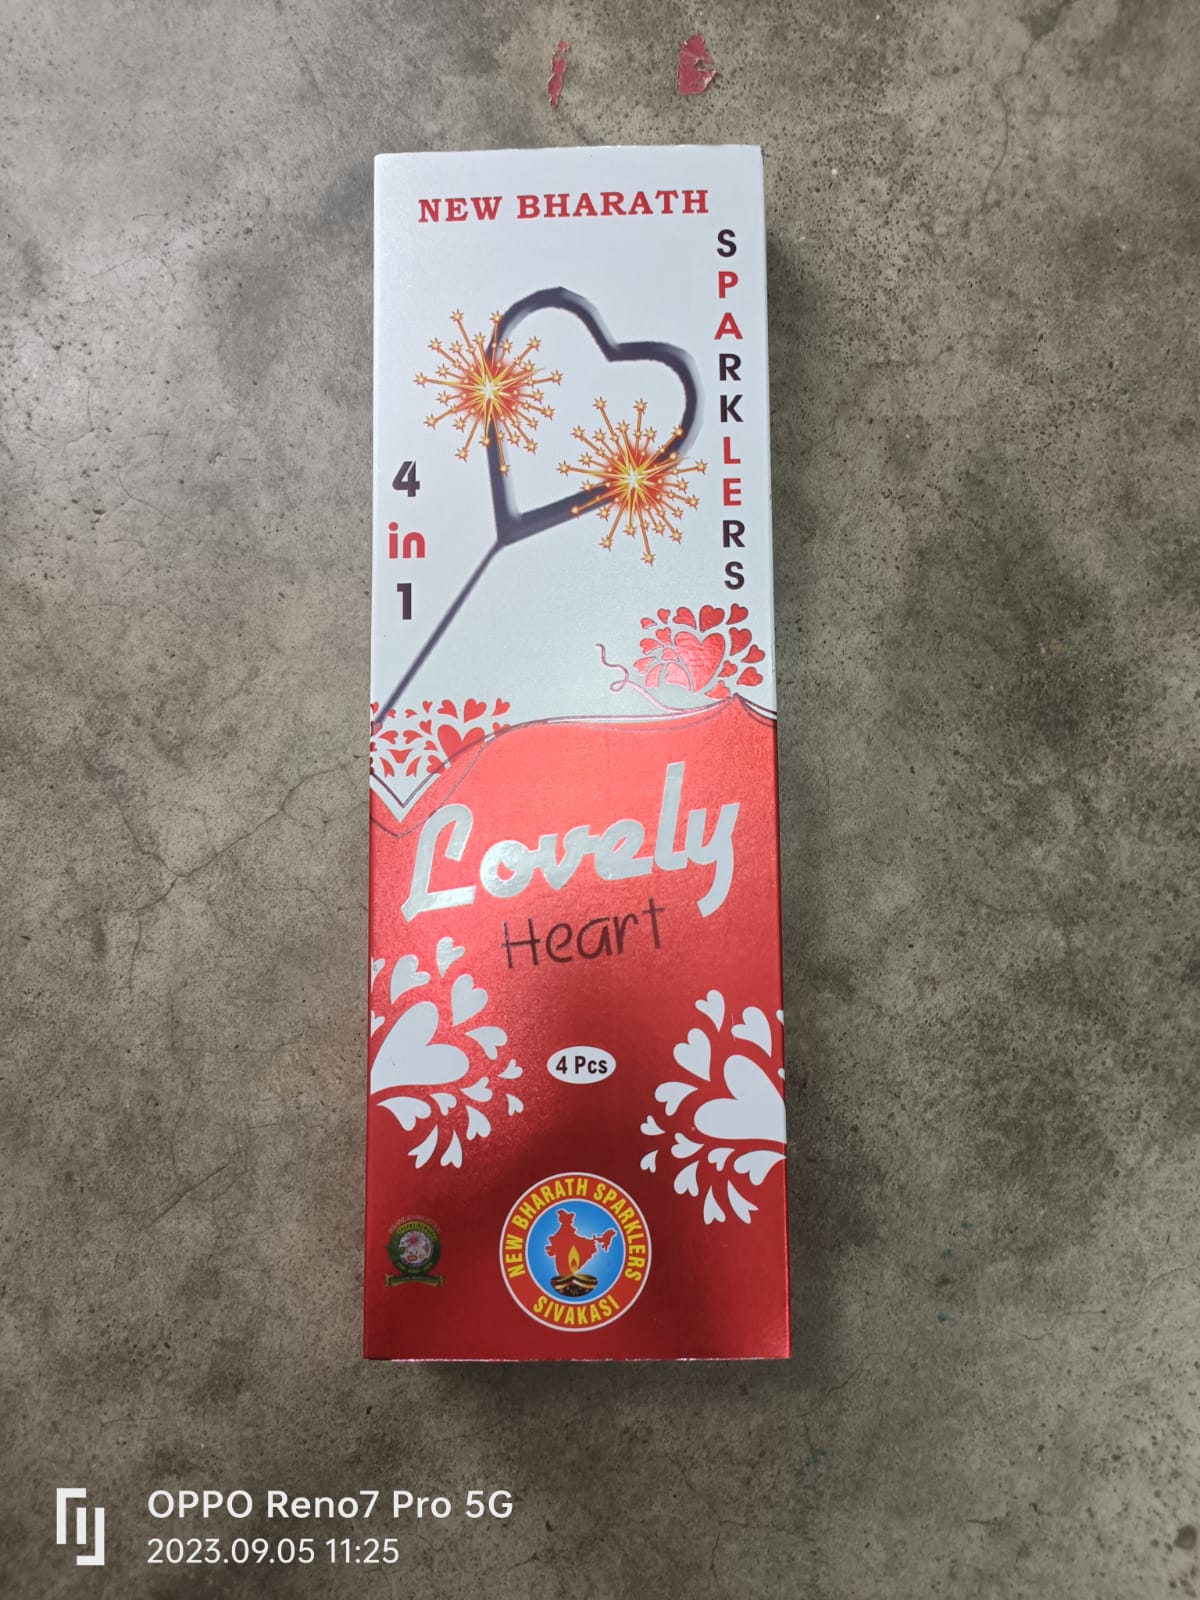 NEW BHARATH
SPARKLERS
4
in
1
Lovely
Heart
4 Pcs
NEW BHARATH SPARKLERS
SIVAKASI
OPPO Reno7 Pro 5G
2023.09.05 11:25